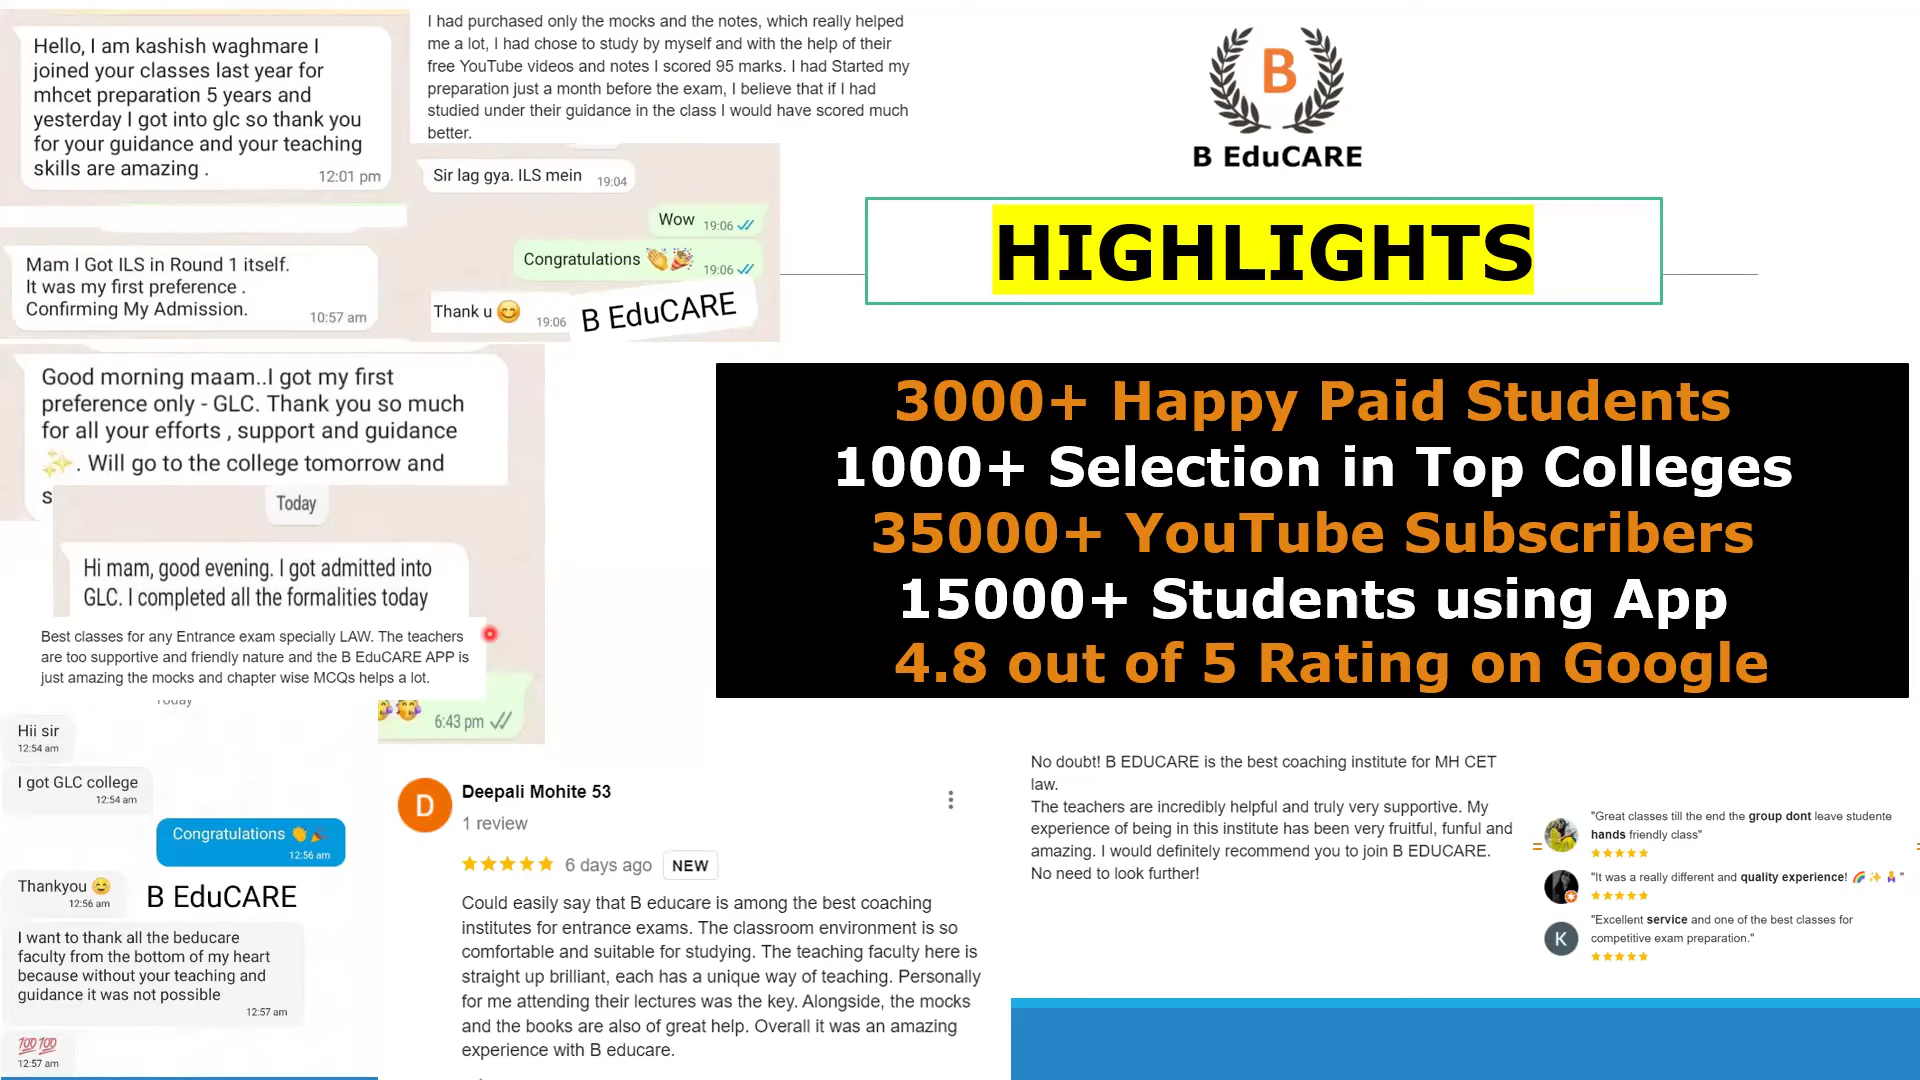 Hello, I am kashish waghmare I
joined your classes last year for
mhcet preparation 5 years and
yesterday I got into glc so thank you
for your guidance and your teaching
skills are amazing .
12:01 pm
Mam I Got ILS in Round 1 itself.
It was my first preference .
Confirming My Admission.
10:57 am
I had purchased only the mocks and the notes, which really helped
me a lot, I had chose to study by myself and with the help of their
free YouTube videos and notes I scored 95 marks. I had Started my
preparation just a month before the exam, I believe that if I had
studied under their guidance in the class I would have scored much
better.
Sir lag gya. ILS mein 19:04
Wow 19:06
Congratulations 👏🎉 19:06
Thank u 😊 19:06
B EduCARE
B
B EduCARE
HIGHLIGHTS
3000+ Happy Paid Students
1000+ Selection in Top Colleges
35000+ YouTube Subscribers
15000+ Students using App
4.8 out of 5 Rating on Google
Good morning maam..I got my first
preference only - GLC. Thank you so much
for all your efforts , support and guidance
✨. Will go to the college tomorrow and
s
Today
Hi mam, good evening. I got admitted into
GLC. I completed all the formalities today
Best classes for any Entrance exam specially LAW. The teachers
are too supportive and friendly nature and the B EduCARE APP is
just amazing the mocks and chapter wise MCQs helps a lot.
6:43 pm
Today
Hii sir
12:54 am
I got GLC college
12:54 am
Congratulations 👏🎉
12:56 am
Thankyou 😊
12:56 am
B EduCARE
I want to thank all the beducare
faculty from the bottom of my heart
because without your teaching and
guidance it was not possible
12:57 am
💯💯
12:57 am
D
Deepali Mohite 53
1 review
★★★★★ 6 days ago NEW
Could easily say that B educare is among the best coaching
institutes for entrance exams. The classroom environment is so
comfortable and suitable for studying. The teaching faculty here is
straight up brilliant, each has a unique way of teaching. Personally
for me attending their lectures was the key. Alongside, the mocks
and the books are also of great help. Overall it was an amazing
experience with B educare.
No doubt! B EDUCARE is the best coaching institute for MH CET
law.
The teachers are incredibly helpful and truly very supportive. My
experience of being in this institute has been very fruitful, funful and
amazing. I would definitely recommend you to join B EDUCARE.
No need to look further!
"Great classes till the end the group dont leave studente
hands friendly class"
★★★★★
"It was a really different and quality experience! 🌈✨🧜‍♀️"
★★★★★
K
"Excellent service and one of the best classes for
competitive exam preparation."
★★★★★